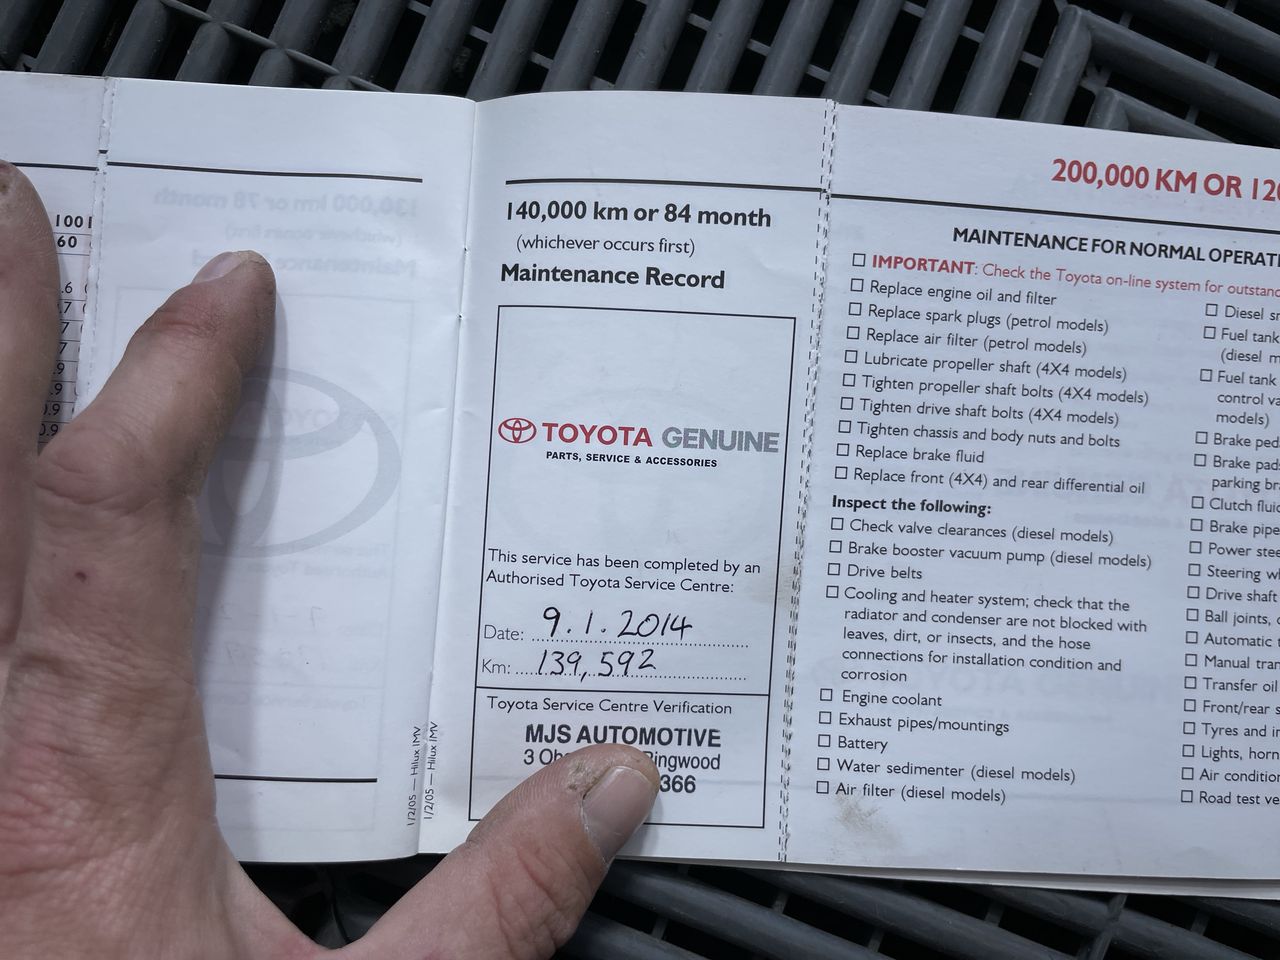 1001
60
140,000 km or 84 month
(whichever occurs first)
Maintenance Record
TOYOTA GENUINE
PARTS, SERVICE & ACCESSORIES
This service has been completed by an
Authorised Toyota Service Centre:
Date: 9.1.2014
Km: 139,592
Toyota Service Centre Verification
MJS AUTOMOTIVE
3 Ringwood
366
1/2/05 — Hilux IMV
1/2/05 — Hilux IMV
200,000 KM OR
MAINTENANCE FOR NORMAL
IMPORTANT: Check the Toyota on-line system for
Replace engine oil and filter
Replace spark plugs (petrol models)
Replace air filter (petrol models)
Lubricate propeller shaft (4X4 models)
Tighten propeller shaft bolts (4X4 models)
Tighten drive shaft bolts (4X4 models)
Tighten chassis and body nuts and bolts
Replace brake fluid
Replace front (4X4) and rear differential oil
Inspect the following:
Check valve clearances (diesel models)
Brake booster vacuum pump (diesel models)
Drive belts
Cooling and heater system; check that the
radiator and condenser are not blocked with
leaves, dirt, or insects, and the hose
connections for installation condition and
corrosion
Engine coolant
Exhaust pipes/mountings
Battery
Water sedimenter (diesel models)
Air filter (diesel models)
Diesel
Fuel tank
(diesel
Fuel tank
control
models)
Brake
Brake
parking
Clutch
Brake
Power
Steering
Drive shaft
Ball joints,
Automatic
Manual
Transfer oil
Front/rear
Tyres and
Lights,
Air
Road test